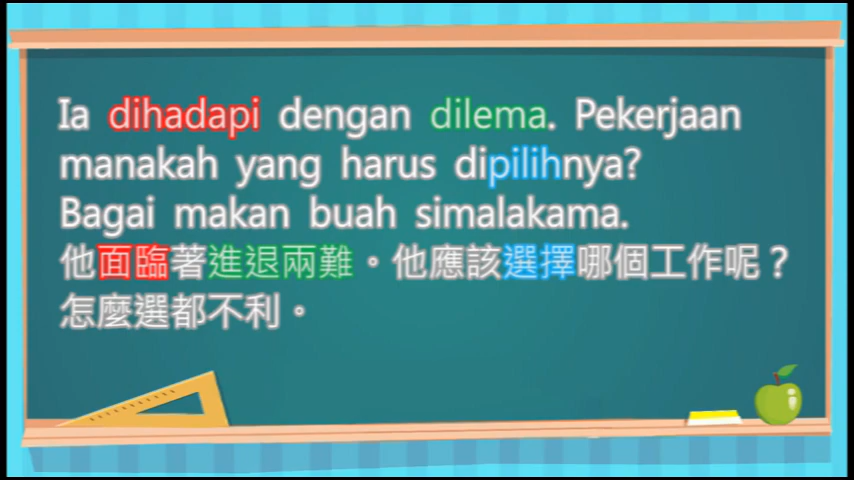 Ia dihadapi dengan dilema. Pekerjaan
manakah yang harus dipilihnya?
Bagai makan buah simalakama.
他面臨著進退兩難。他應該選擇哪個工作呢？
怎麼選都不利。